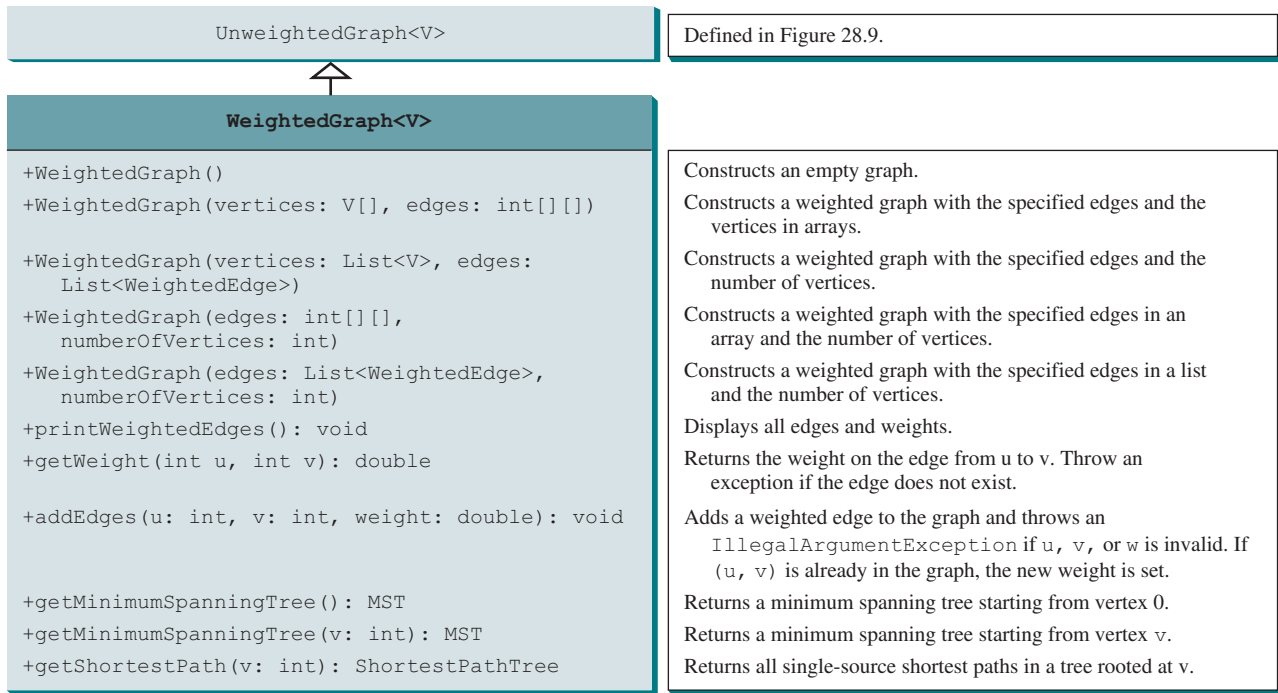 UnweightedGraph<V>
Defined in Figure 28.9.
WeightedGraph<V>
+WeightedGraph()
Constructs an empty graph.
+WeightedGraph(vertices: V[], edges: int[][])
Constructs a weighted graph with the specified edges and the
vertices in arrays.
+WeightedGraph(vertices: List<V>, edges:
List<WeightedEdge>)
Constructs a weighted graph with the specified edges and the
number of vertices.
+WeightedGraph(edges: int[][],
numberOfVertices: int)
Constructs a weighted graph with the specified edges in an
array and the number of vertices.
+WeightedGraph(edges: List<WeightedEdge>,
numberOfVertices: int)
Constructs a weighted graph with the specified edges in a list
and the number of vertices.
+printWeightedEdges(): void
Displays all edges and weights.
+getWeight(int u, int v): double
Returns the weight on the edge from u to v. Throw an
exception if the edge does not exist.
+addEdges(u: int, v: int, weight: double): void
Adds a weighted edge to the graph and throws an
IllegalArgumentException if u, v, or w is invalid. If
(u, v) is already in the graph, the new weight is set.
+getMinimumSpanningTree(): MST
Returns a minimum spanning tree starting from vertex 0.
+getMinimumSpanningTree(v: int): MST
Returns a minimum spanning tree starting from vertex v.
+getShortestPath(v: int): ShortestPathTree
Returns all single-source shortest paths in a tree rooted at v.